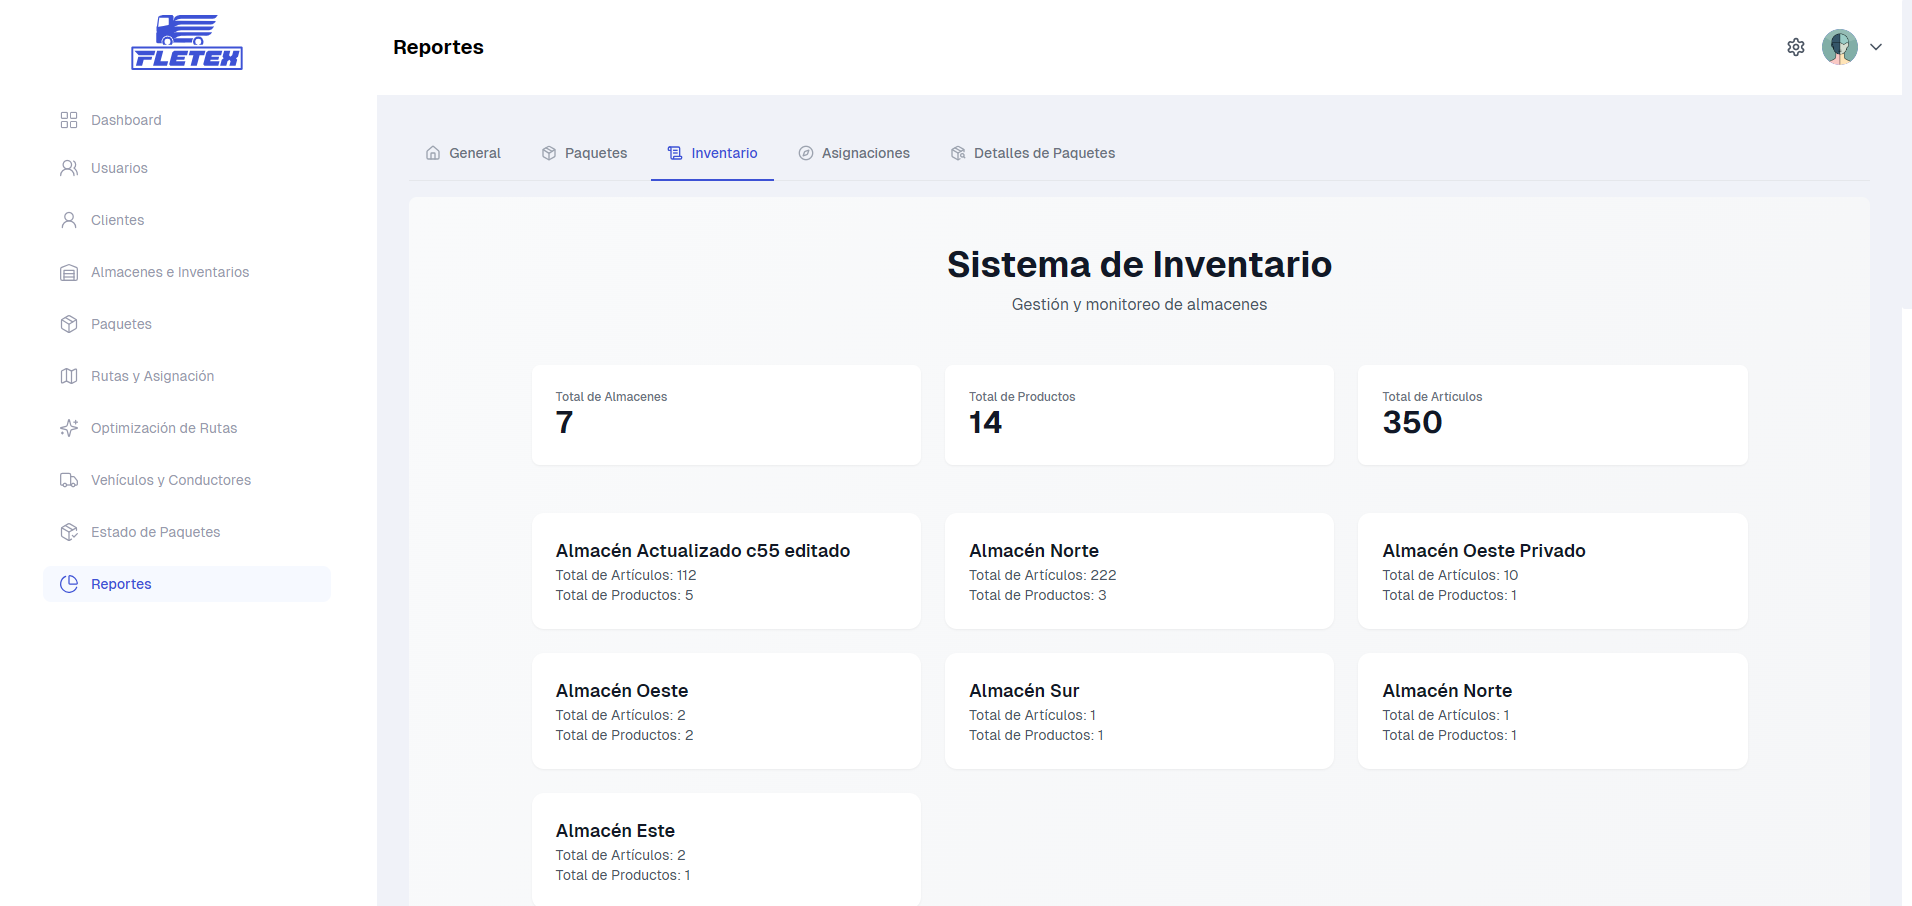 FLETEX
Reportes
Dashboard
Usuarios
Clientes
Almacenes e Inventarios
Paquetes
Rutas y Asignación
Optimización de Rutas
Vehículos y Conductores
Estado de Paquetes
Reportes
General
Paquetes
Inventario
Asignaciones
Detalles de Paquetes
Sistema de Inventario
Gestión y monitoreo de almacenes
Total de Almacenes
7
Total de Productos
14
Total de Artículos
350
Almacén Actualizado c55 editado
Total de Artículos: 112
Total de Productos: 5
Almacén Norte
Total de Artículos: 222
Total de Productos: 3
Almacén Oeste Privado
Total de Artículos: 10
Total de Productos: 1
Almacén Oeste
Total de Artículos: 2
Total de Productos: 2
Almacén Sur
Total de Artículos: 1
Total de Productos: 1
Almacén Norte
Total de Artículos: 1
Total de Productos: 1
Almacén Este
Total de Artículos: 2
Total de Productos: 1